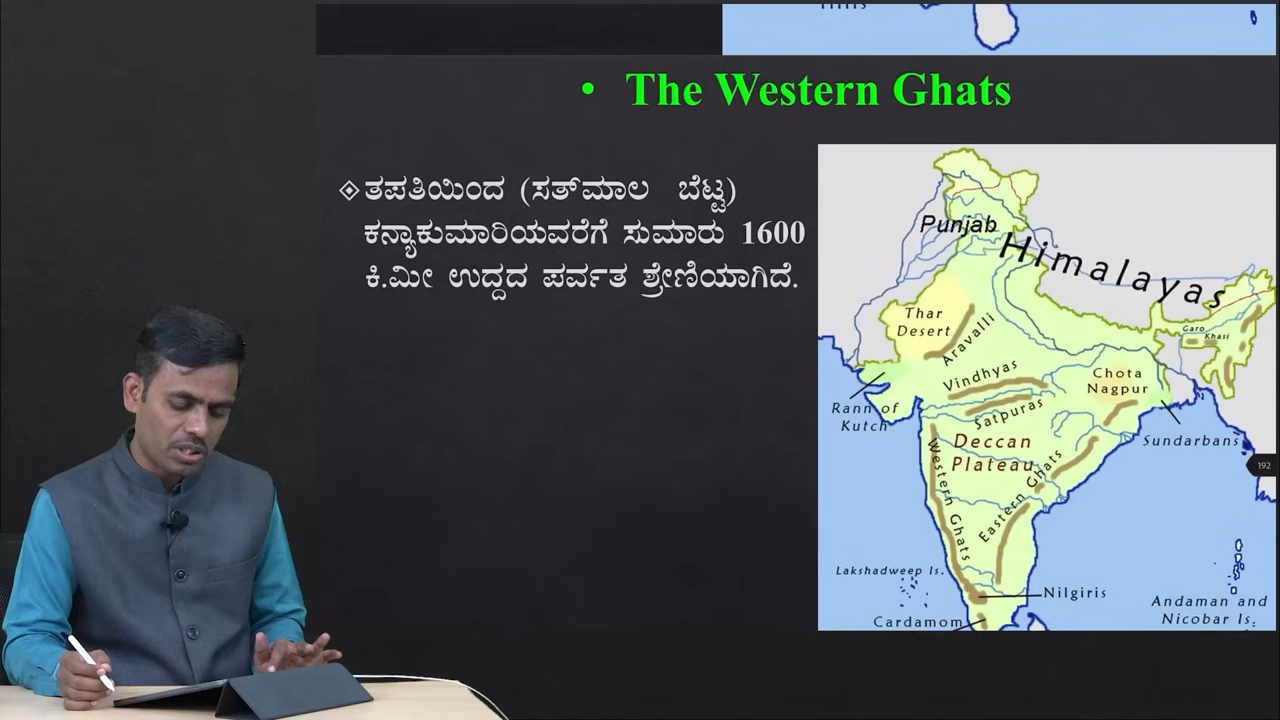 • The Western Ghats
ತಪತಿಯಿಂದ (ಸತ್‌ಮಾಲ ಬೆಟ್ಟ)
ಕನ್ಯಾಕುಮಾರಿಯವರೆಗೆ ಸುಮಾರು 1600
ಕಿ.ಮೀ ಉದ್ದದ ಪರ್ವತ ಶ್ರೇಣಿಯಾಗಿದೆ.
Punjab
Himalayas
Thar
Desert
Aravalli
Garo
Khasi
Vindhyas
Chota
Nagpur
Rann of
Kutch
Satpuras
Sundarbans
Deccan
Plateau
Western Ghats
Eastern Ghats
192
Lakshadweep Is.
Nilgiris
Andaman and
Nicobar Is.
Cardamom